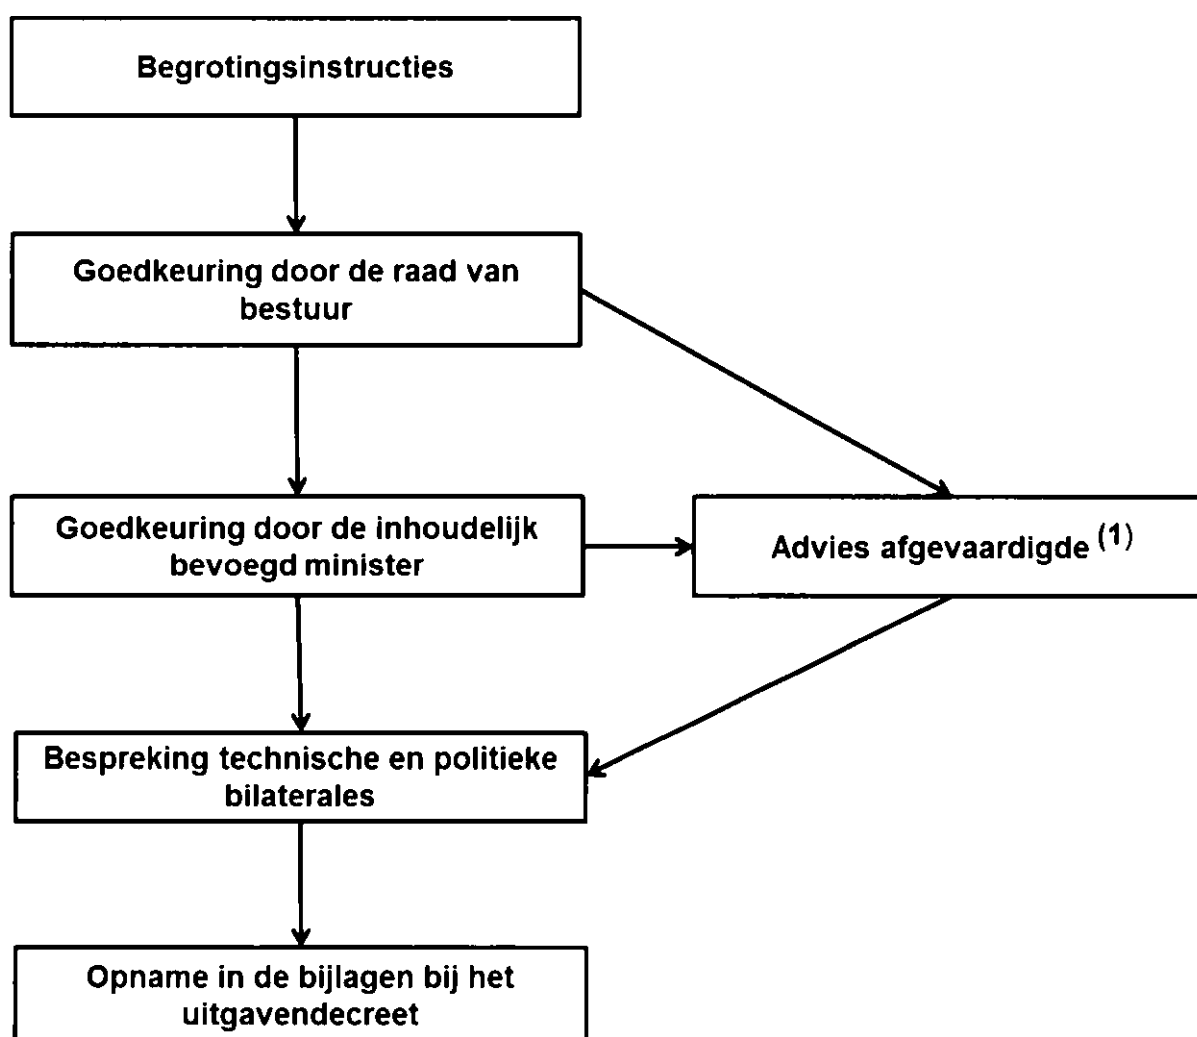 Begrotingsinstructies
Goedkeuring door de raad van
bestuur
Goedkeuring door de inhoudelijk
bevoegd minister
Advies afgevaardigde (1)
Bespreking technische en politieke
bilaterales
Opname in de bijlagen bij het
uitgavendecreet